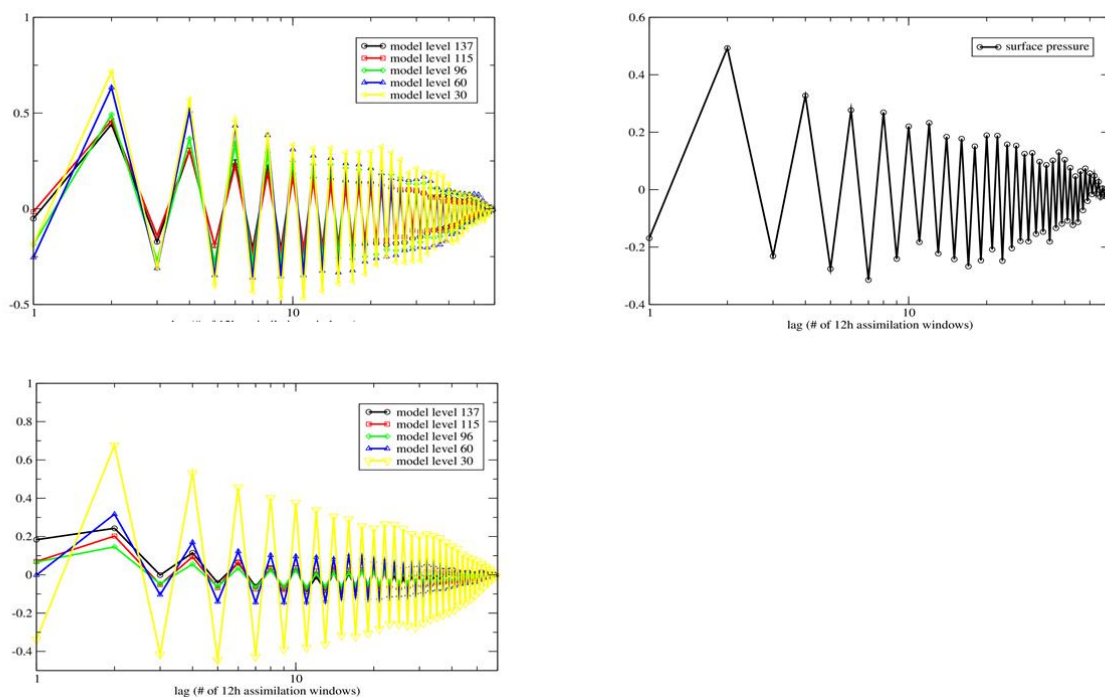 1
0.5
0
-0.5
model level 137
model level 115
model level 96
model level 60
model level 30
1
10
(# of 12h
0.6
0.4
0.2
0
-0.2
-0.4
surface pressure
1
10
lag (# of 12h assimilation windows)
1
0.8
0.6
0.4
0.2
0
-0.2
-0.4
model level 137
model level 115
model level 96
model level 60
model level 30
1
10
lag (# of 12h assimilation windows)